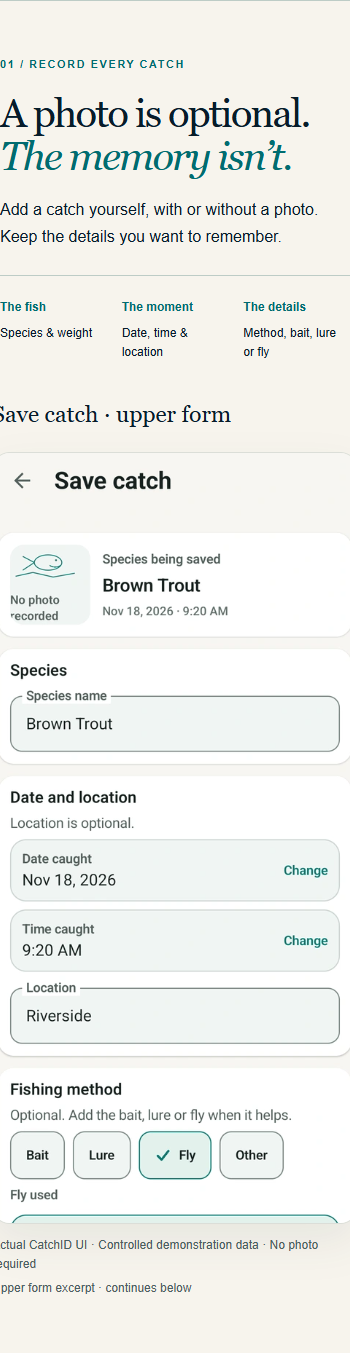 01 / RECORD EVERY CATCH
A photo is optional.
The memory isn't.
Add a catch yourself, with or without a photo.
Keep the details you want to remember.
The fish
Species & weight
The moment
Date, time &
location
The details
Method, bait, lure
or fly
Save catch · upper form
Save catch
No photo
recorded
Species being saved
Brown Trout
Nov 18, 2026 · 9:20 AM
Species
Species name
Brown Trout
Date and location
Location is optional.
Date caught
Nov 18, 2026
Change
Time caught
9:20 AM
Change
Location
Riverside
Fishing method
Optional. Add the bait, lure or fly when it helps.
Bait
Lure
Fly
Other
Fly used
ctual CatchID UI · Controlled demonstration data · No photo
equired
pper form excerpt · continues below